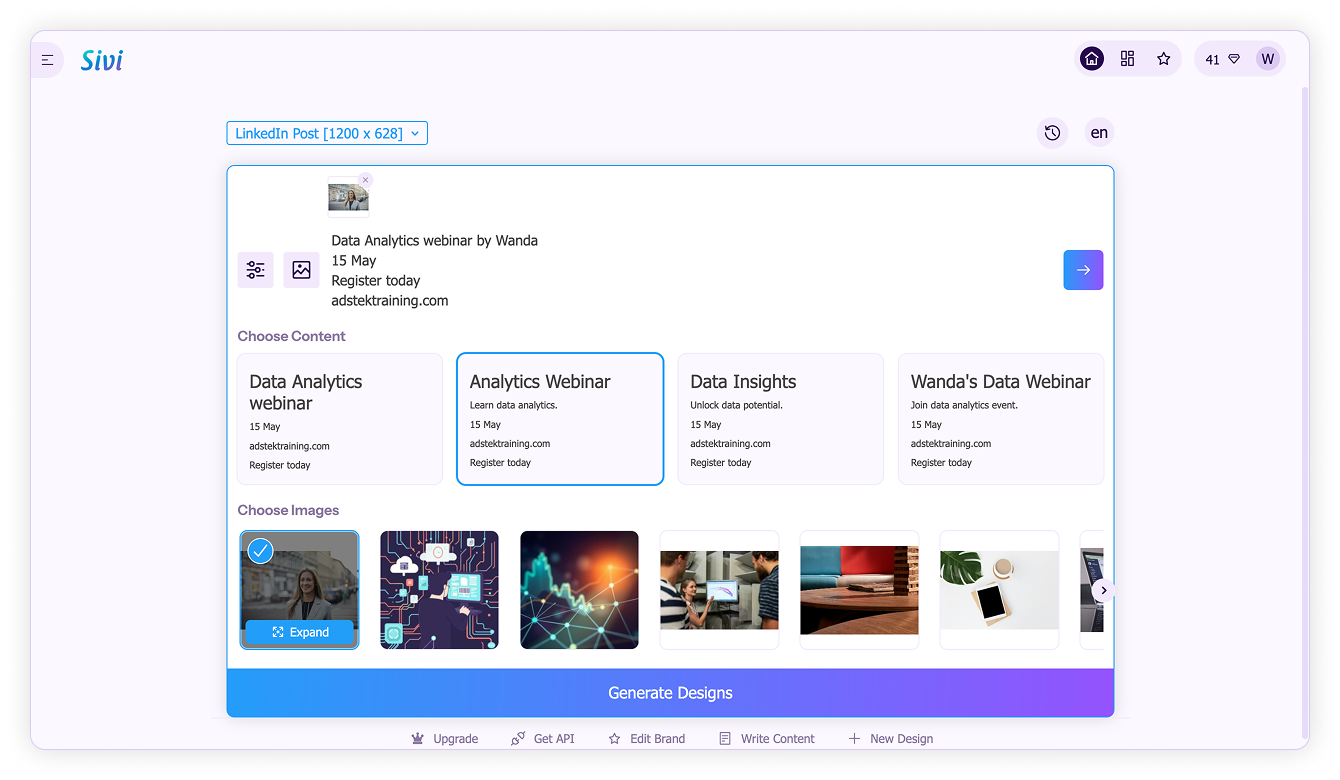 Sivi
41
W
LinkedIn Post [1200 x 628]
en
Data Analytics webinar by Wanda
15 May
Register today
adstektraining.com
Choose Content
Data Analytics
webinar
15 May
adstektraining.com
Register today
Analytics Webinar
Learn data analytics.
15 May
adstektraining.com
Register today
Data Insights
Unlock data potential.
15 May
adstektraining.com
Register today
Wanda's Data Webinar
Join data analytics event.
15 May
adstektraining.com
Register today
Choose Images
Expand
Generate Designs
Upgrade
Get API
Edit Brand
Write Content
New Design